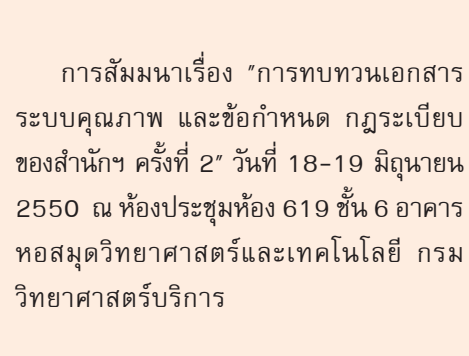 การสัมมนาเรื่อง "การทบทวนเอกสาร
ระบบคุณภาพ และข้อกำหนด กฎระเบียบ
ของสำนักฯ ครั้งที่ 2" วันที่ 18-19 มิถุนายน
2550 ณ ห้องประชุมห้อง 619 ชั้น 6 อาคาร
หอสมุดวิทยาศาสตร์และเทคโนโลยี กรม
วิทยาศาสตร์บริการ